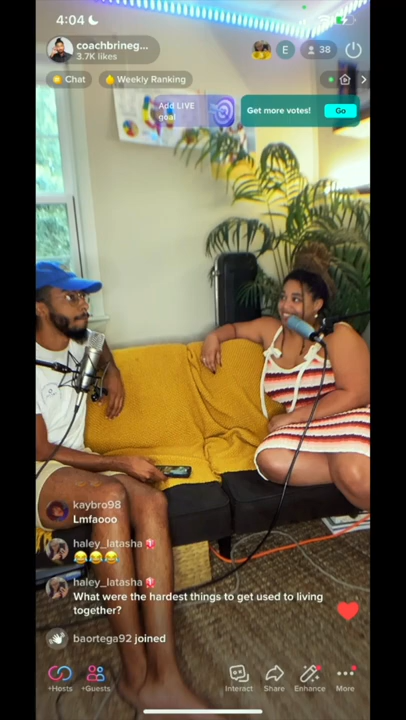 4:04
coachbrineg...
3.7K likes
E
38
Chat
Weekly Ranking
Add LIVE
goal
Get more votes!
Go
kaybro98
Lmfaooo
haley_latasha
haley_latasha
What were the hardest things to get used to living
together?
baortega92 joined
+Hosts
+Guests
Interact
Share
Enhance
More